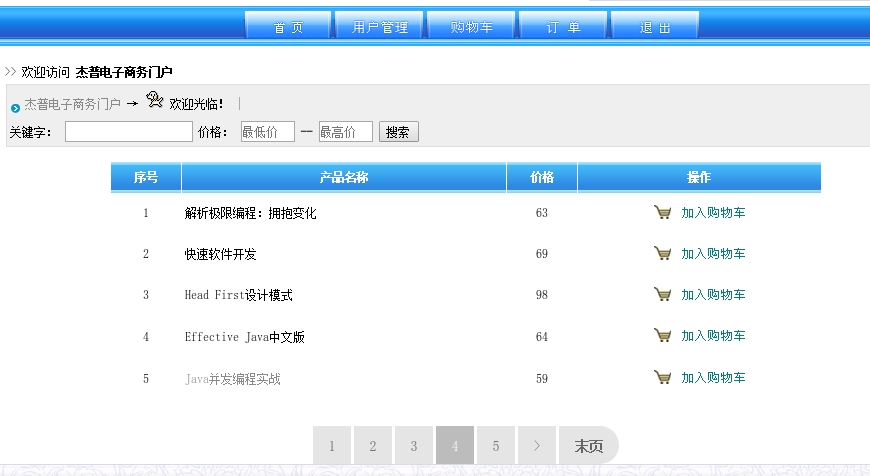 首 页 用户管理 购物车 订 单 退 出
>> 欢迎访问 杰普电子商务门户
杰普电子商务门户 → 欢迎光临! |
关键字: 价格: 最低价 -- 最高价 搜索
序号 产品名称 价格 操作
1 解析极限编程:拥抱变化 63 加入购物车
2 快速软件开发 69 加入购物车
3 Head First设计模式 98 加入购物车
4 Effective Java中文版 64 加入购物车
5 Java并发编程实战 59 加入购物车
1 2 3 4 5 > 末页